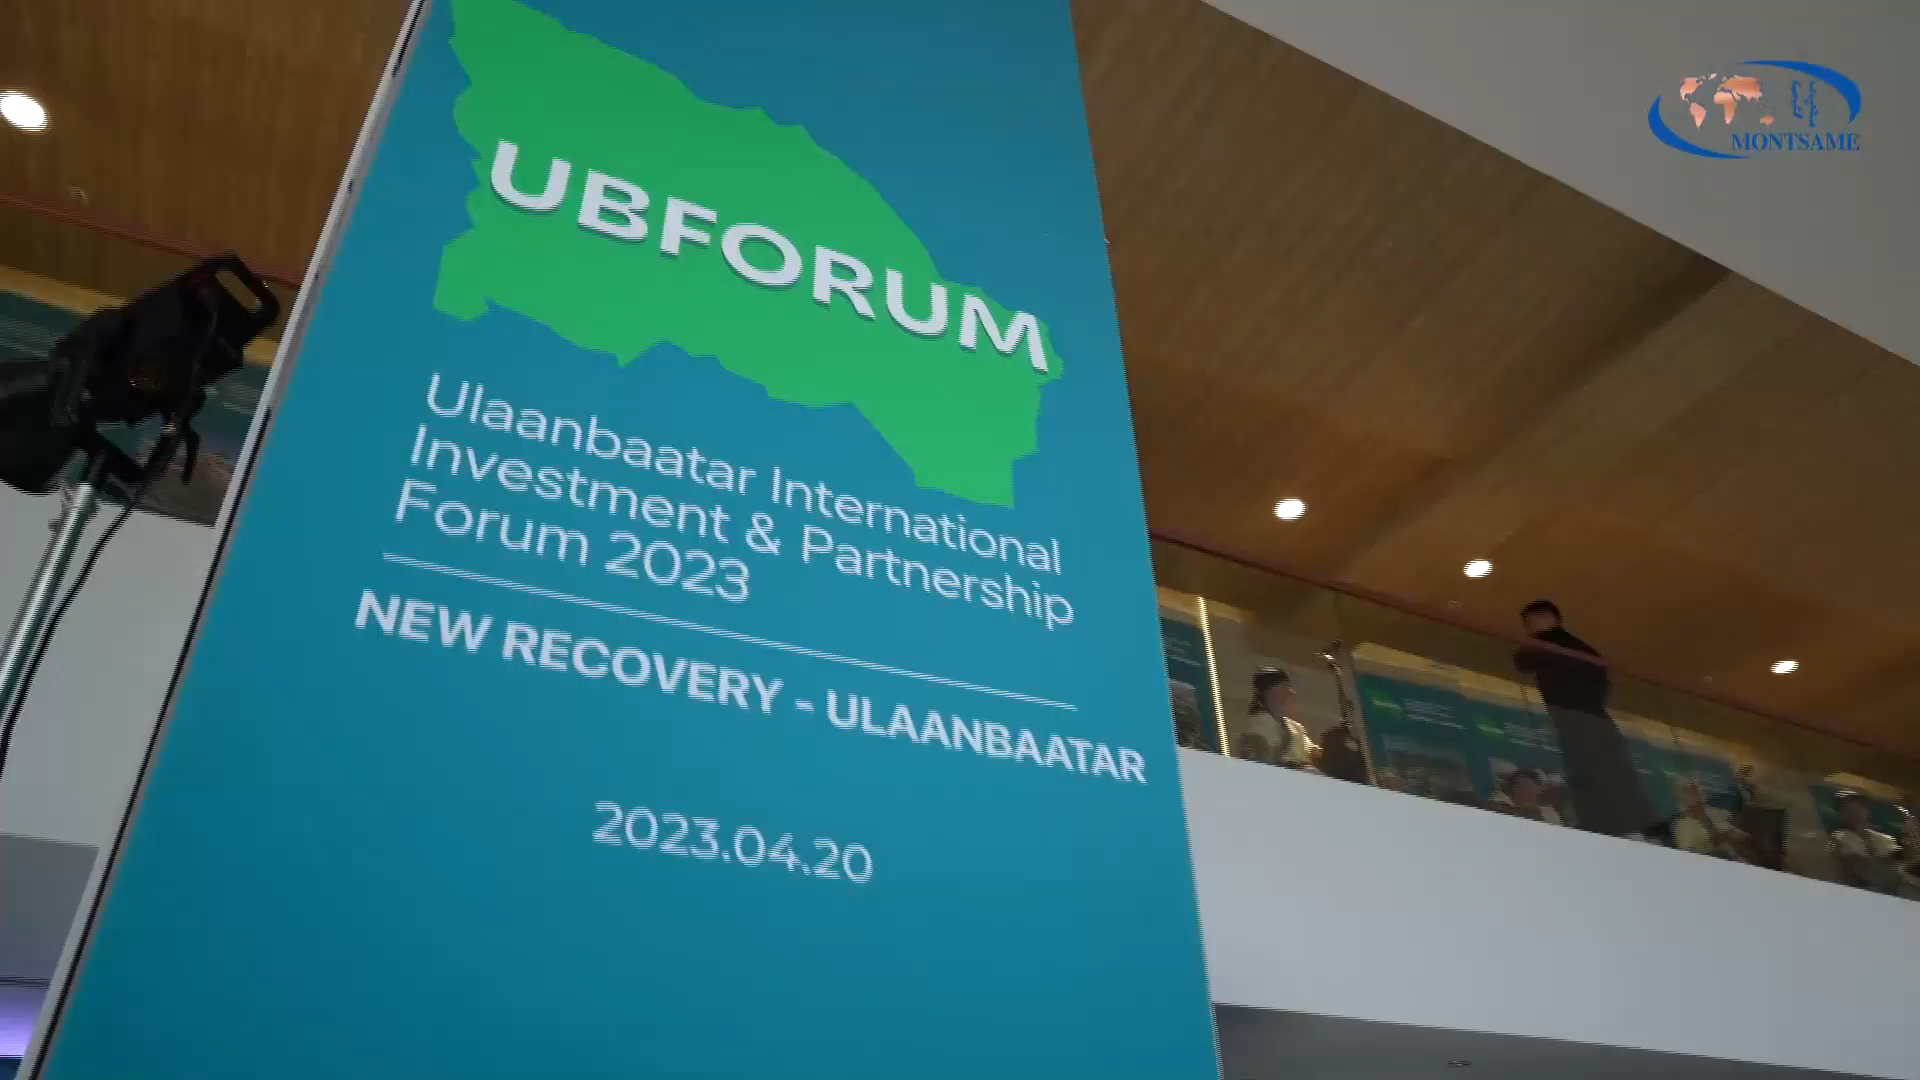 MONTSAME
UBFORUM
Ulaanbaatar International
Investment & Partnership
Forum 2023
NEW RECOVERY - ULAANBAATAR
2023.04.20